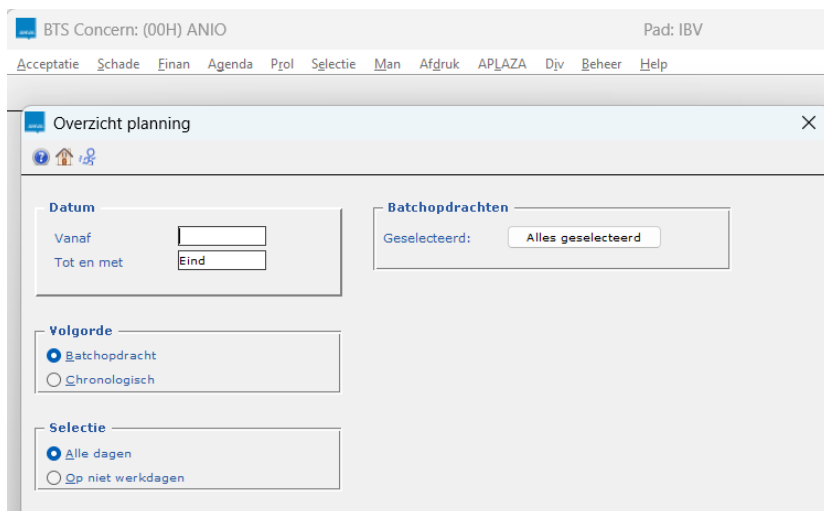 BTS Concern: (00H) ANIO Pad: IBV
Acceptatie Schade Finan Agenda Prol Selectie Man Afdruk APLAZA Div Beheer Help
Overzicht planning
Datum
Vanaf
Tot en met Eind
Batchopdrachten
Geselecteerd: Alles geselecteerd
Volgorde
Batchopdracht
Chronologisch
Selectie
Alle dagen
Op niet werkdagen